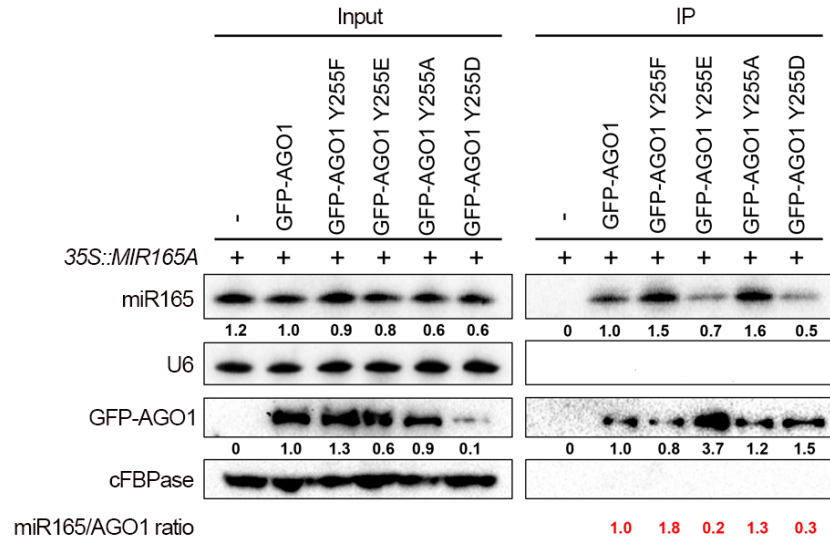 Input IP
- GFP-AGO1 GFP-AGO1 Y255F GFP-AGO1 Y255E GFP-AGO1 Y255A GFP-AGO1 Y255D - GFP-AGO1 GFP-AGO1 Y255F GFP-AGO1 Y255E GFP-AGO1 Y255A GFP-AGO1 Y255D
35S::MIR165A + + + + + + + + + + + +
miR165
1.2 1.0 0.9 0.8 0.6 0.6 0 1.0 1.5 0.7 1.6 0.5
U6
GFP-AGO1
0 1.0 1.3 0.6 0.9 0.1 0 1.0 0.8 3.7 1.2 1.5
cFBPase
miR165/AGO1 ratio 1.0 1.8 0.2 1.3 0.3